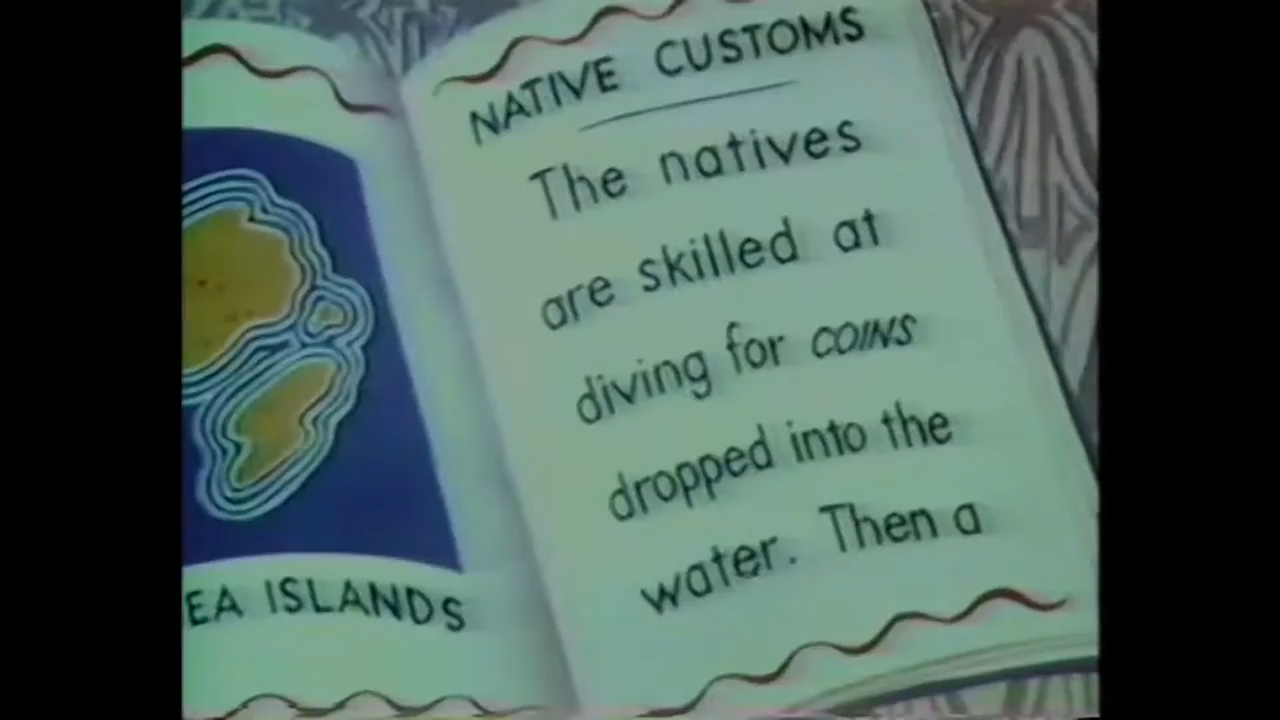 EA ISLANDS
NATIVE CUSTOMS
The natives
are skilled at
diving for COINS
dropped into the
water. Then a